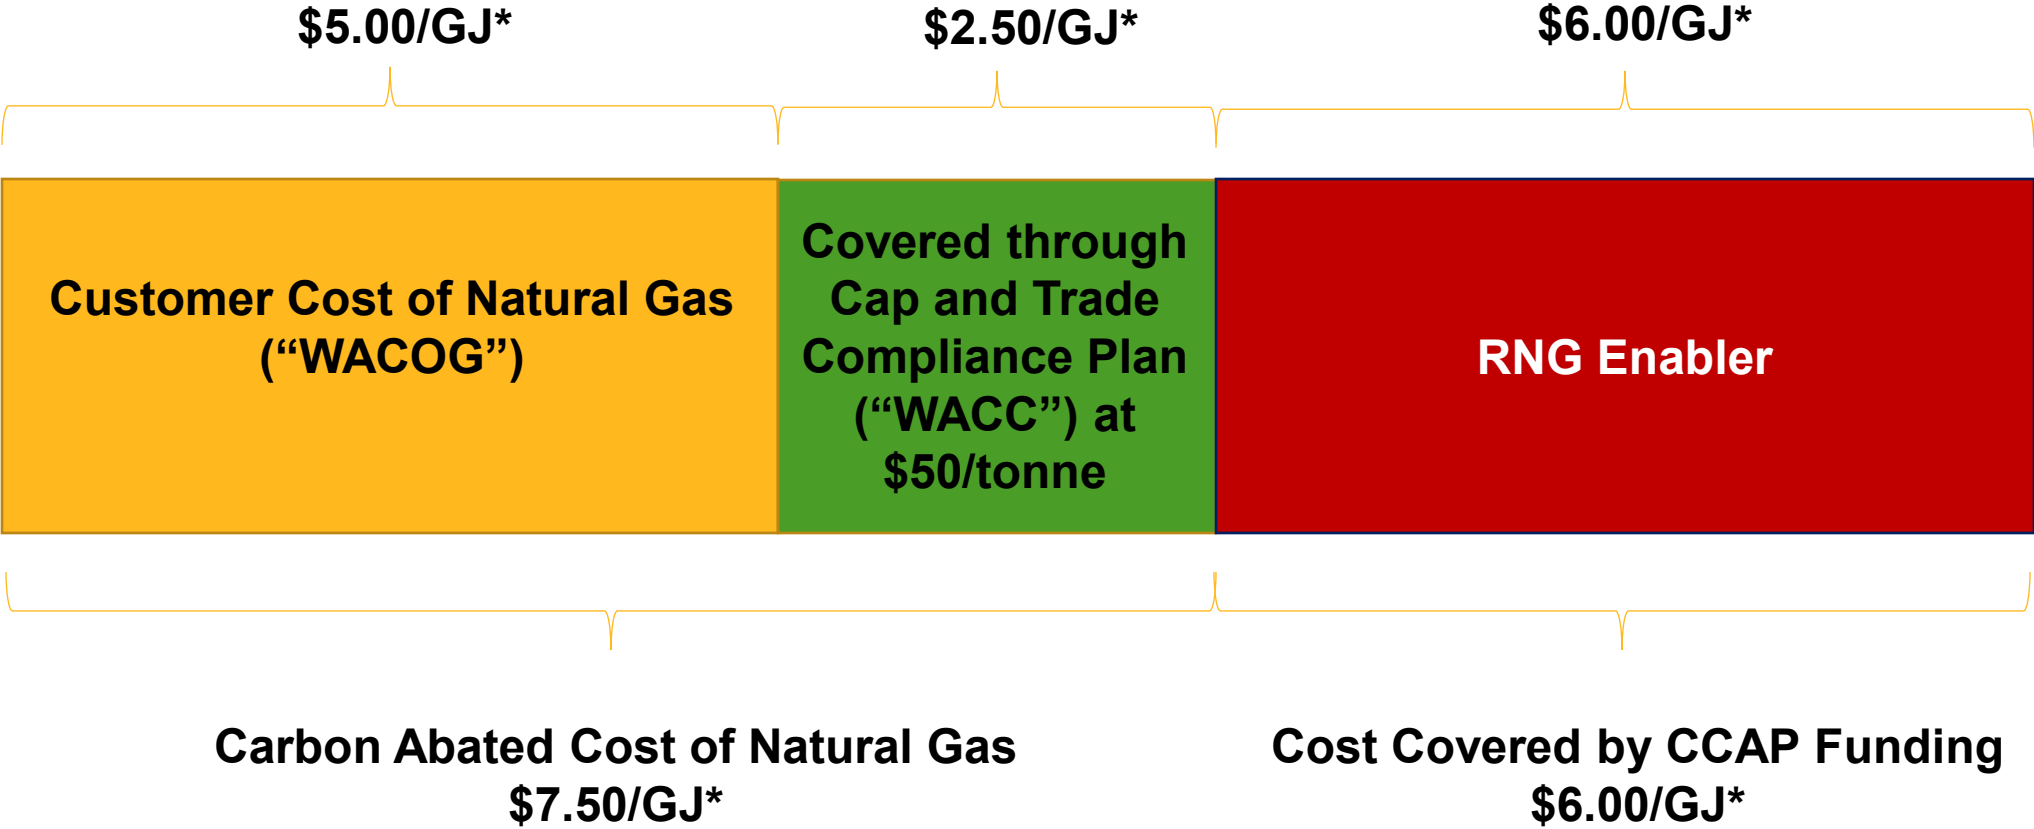 $5.00/GJ*
$2.50/GJ*
$6.00/GJ*
Customer Cost of Natural Gas
(“WACOG”)
Covered through
Cap and Trade
Compliance Plan
(“WACC”) at
$50/tonne
RNG Enabler
Carbon Abated Cost of Natural Gas
$7.50/GJ*
Cost Covered by CCAP Funding
$6.00/GJ*